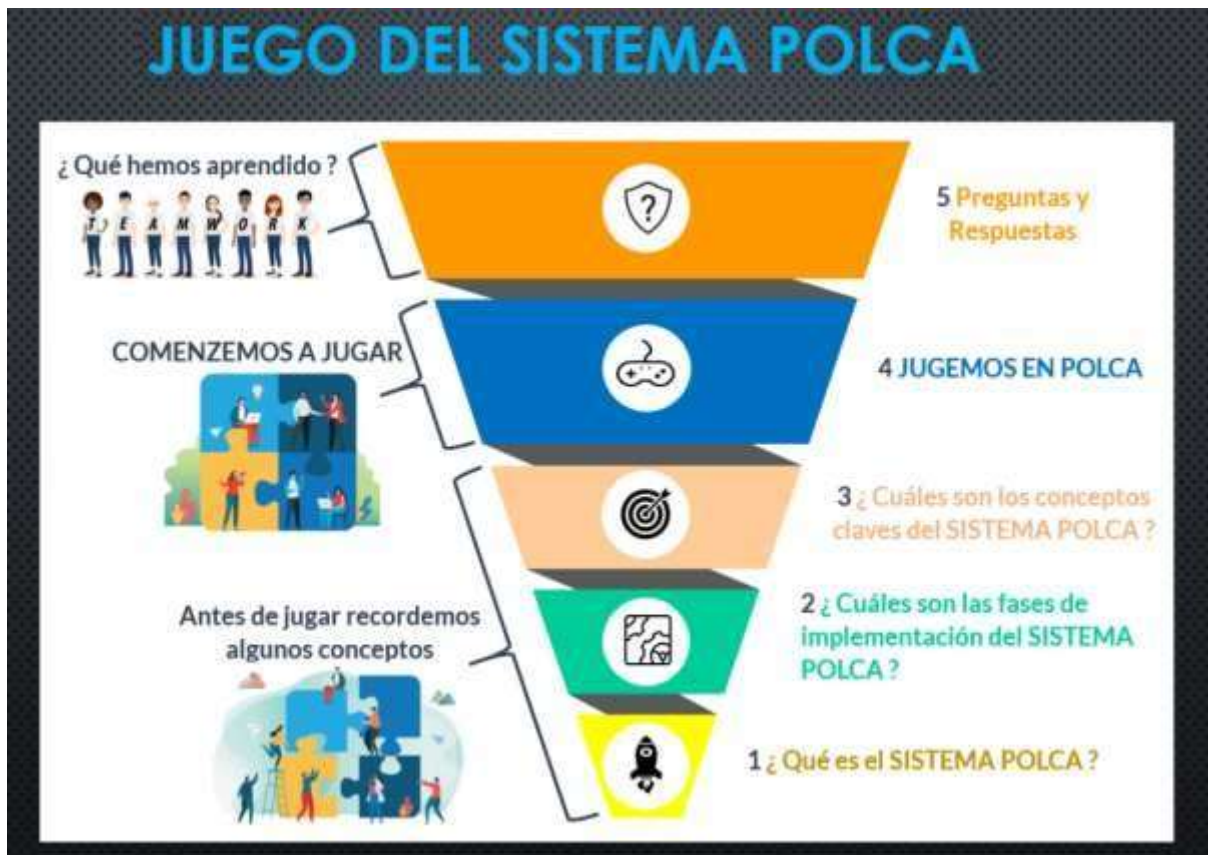 JUEGO DEL SISTEMA POLCA
¿ Qué hemos aprendido ?
T E A M W O R K
5 Preguntas y
Respuestas
COMENZEMOS A JUGAR
4 JUGEMOS EN POLCA
3 ¿ Cuáles son los conceptos
claves del SISTEMA POLCA ?
Antes de jugar recordemos
algunos conceptos
2 ¿ Cuáles son las fases de
implementación del SISTEMA
POLCA ?
1 ¿ Qué es el SISTEMA POLCA ?
?